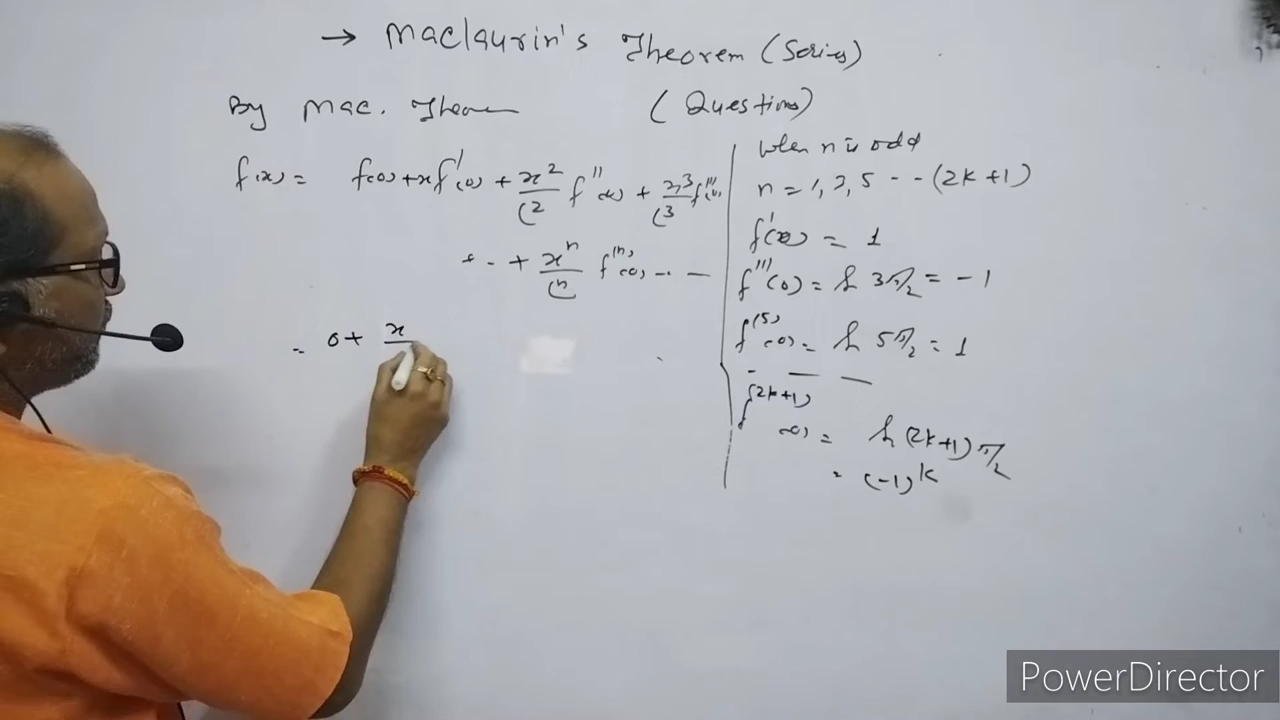 → Maclaurin's Theorem (Series)
By Mac. Theorem (Questions)
f(x) = f(0) + x f'(0) + x²/∟2 f''(0) + x³/∟3 f'''(0)
+ - + xⁿ/∟n f⁽ⁿ⁾(0) - - -
= 0 + x
when n is odd
n = 1, 3, 5 - - (2k+1)
f'(0) = 1
f'''(0) = sin 3π/2 = -1
f⁽⁵⁾(0) = sin 5π/2 = 1
- — —
f⁽²ᵏ⁺¹⁾(0) = sin (2k+1) π/2
= (-1)ᵏ
PowerDirector